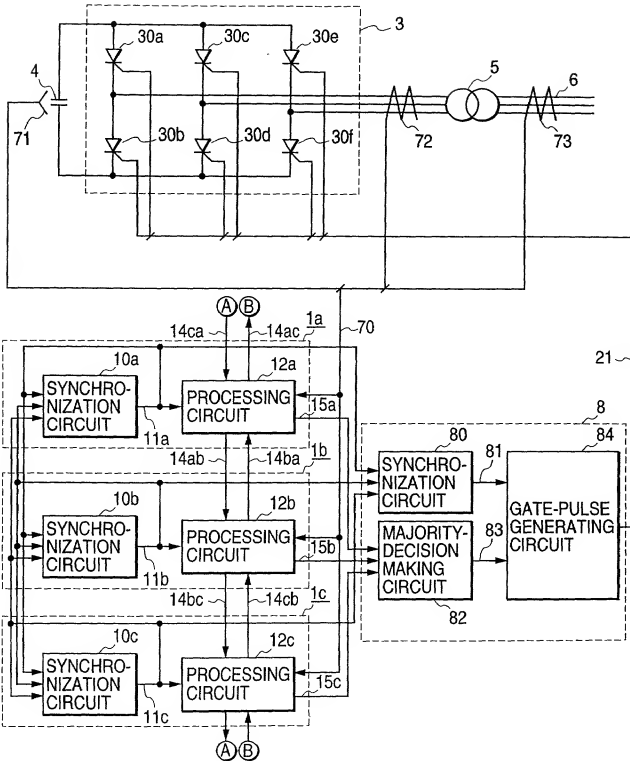 30a
30c
30e
3
4
5
6
71
30b
30d
30f
72
73
A
B
14ca
14ac
70
1a
21
10a
12a
SYNCHRO-
NIZATION
CIRCUIT
PROCESSING
CIRCUIT
15a
11a
8
14ab
14ba
1b
80
81
84
SYNCHRO-
NIZATION
CIRCUIT
10b
12b
GATE-PULSE
GENERATING
CIRCUIT
SYNCHRO-
NIZATION
CIRCUIT
PROCESSING
CIRCUIT
15b
11b
MAJORITY-
DECISION
MAKING
CIRCUIT
83
82
14bc
14cb
1c
10c
12c
SYNCHRO-
NIZATION
CIRCUIT
PROCESSING
CIRCUIT
15c
11c
A
B